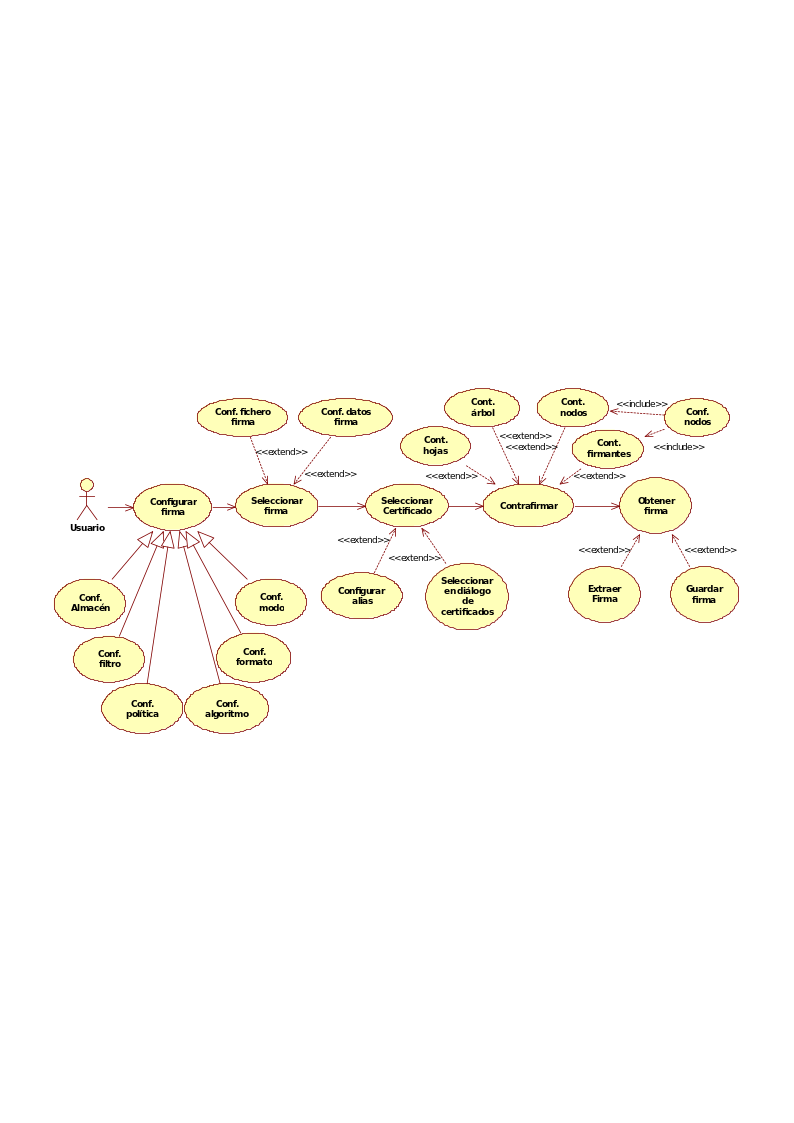 Conf. fichero
firma
Conf. datos
firma
Cont.
árbol
Cont.
nodos
<<include>>
Conf.
nodos
Cont.
hojas
<<extend>>
<<extend>>
Cont.
firmantes
<<include>>
<<extend>>
<<extend>>
<<extend>>
<<extend>>
Usuario
Configurar
firma
Seleccionar
firma
Seleccionar
Certificado
Contrafirmar
Obtener
firma
<<extend>>
<<extend>>
<<extend>>
<<extend>>
Conf.
Almacén
Conf.
modo
Configurar
alias
Seleccionar
en diálogo
de
certificados
Extraer
Firma
Guardar
firma
Conf.
filtro
Conf.
formato
Conf.
política
Conf.
algoritmo